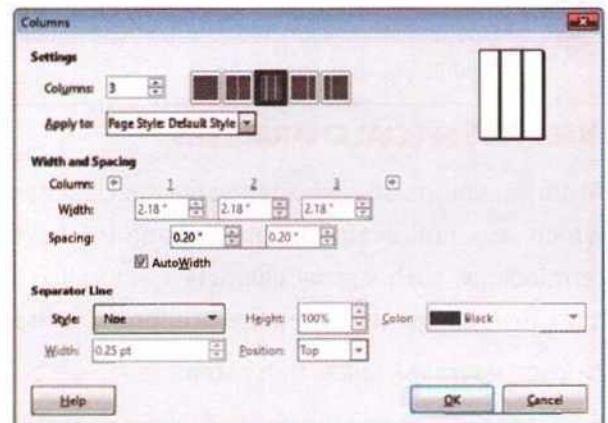 Columns
Settings
Columns: 3
Apply to: Page Style: Default Style
Width and Spacing
Column: 1 2 3
Width: 2.18 " 2.18 " 2.18 "
Spacing: 0.20 " 0.20 "
AutoWidth
Separator Line
Style: Noe Height: 100% Color: Black
Width: 0.25 pt Position: Top
Help OK Cancel